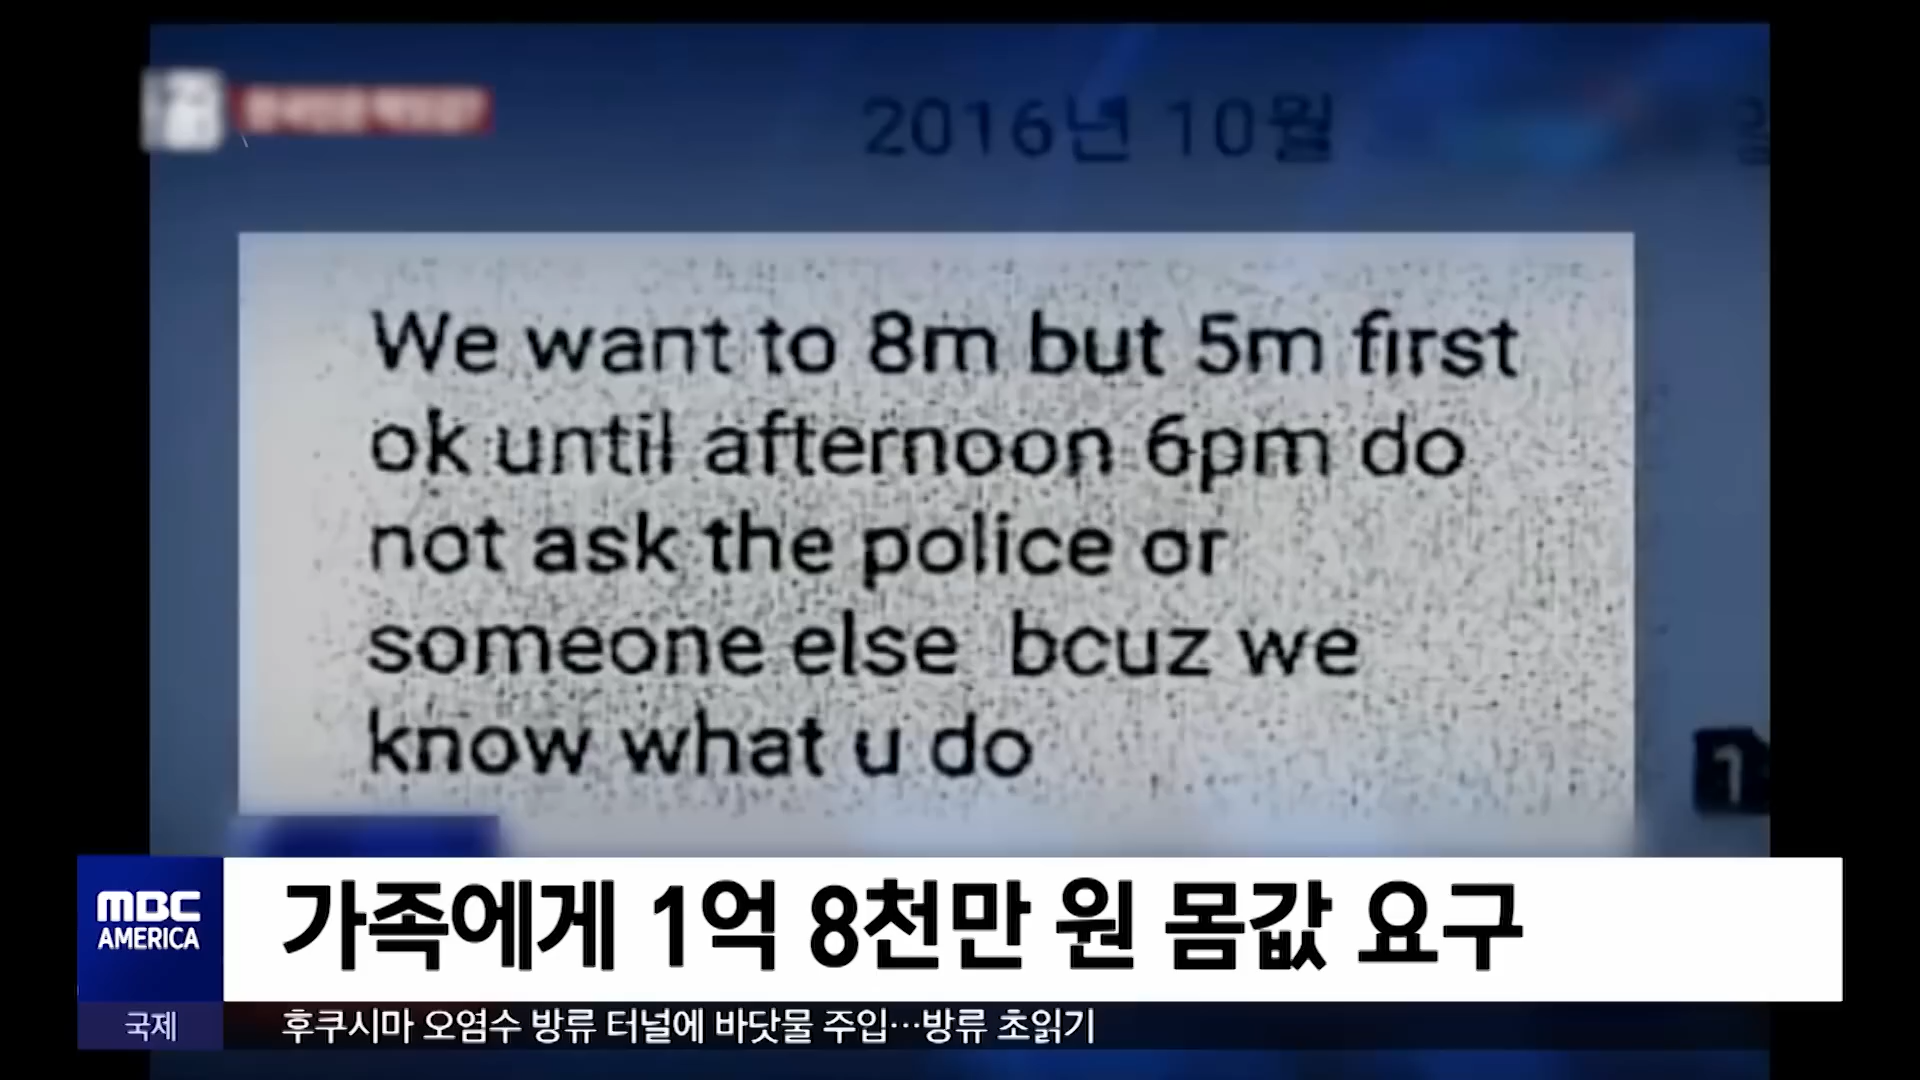 2016년 10월
We want to 8m but 5m first
ok until afternoon 6pm do
not ask the police or
someone else bcuz we
know what u do
1
MBC
AMERICA
가족에게 1억 8천만 원 몸값 요구
국제
후쿠시마 오염수 방류 터널에 바닷물 주입…방류 초읽기